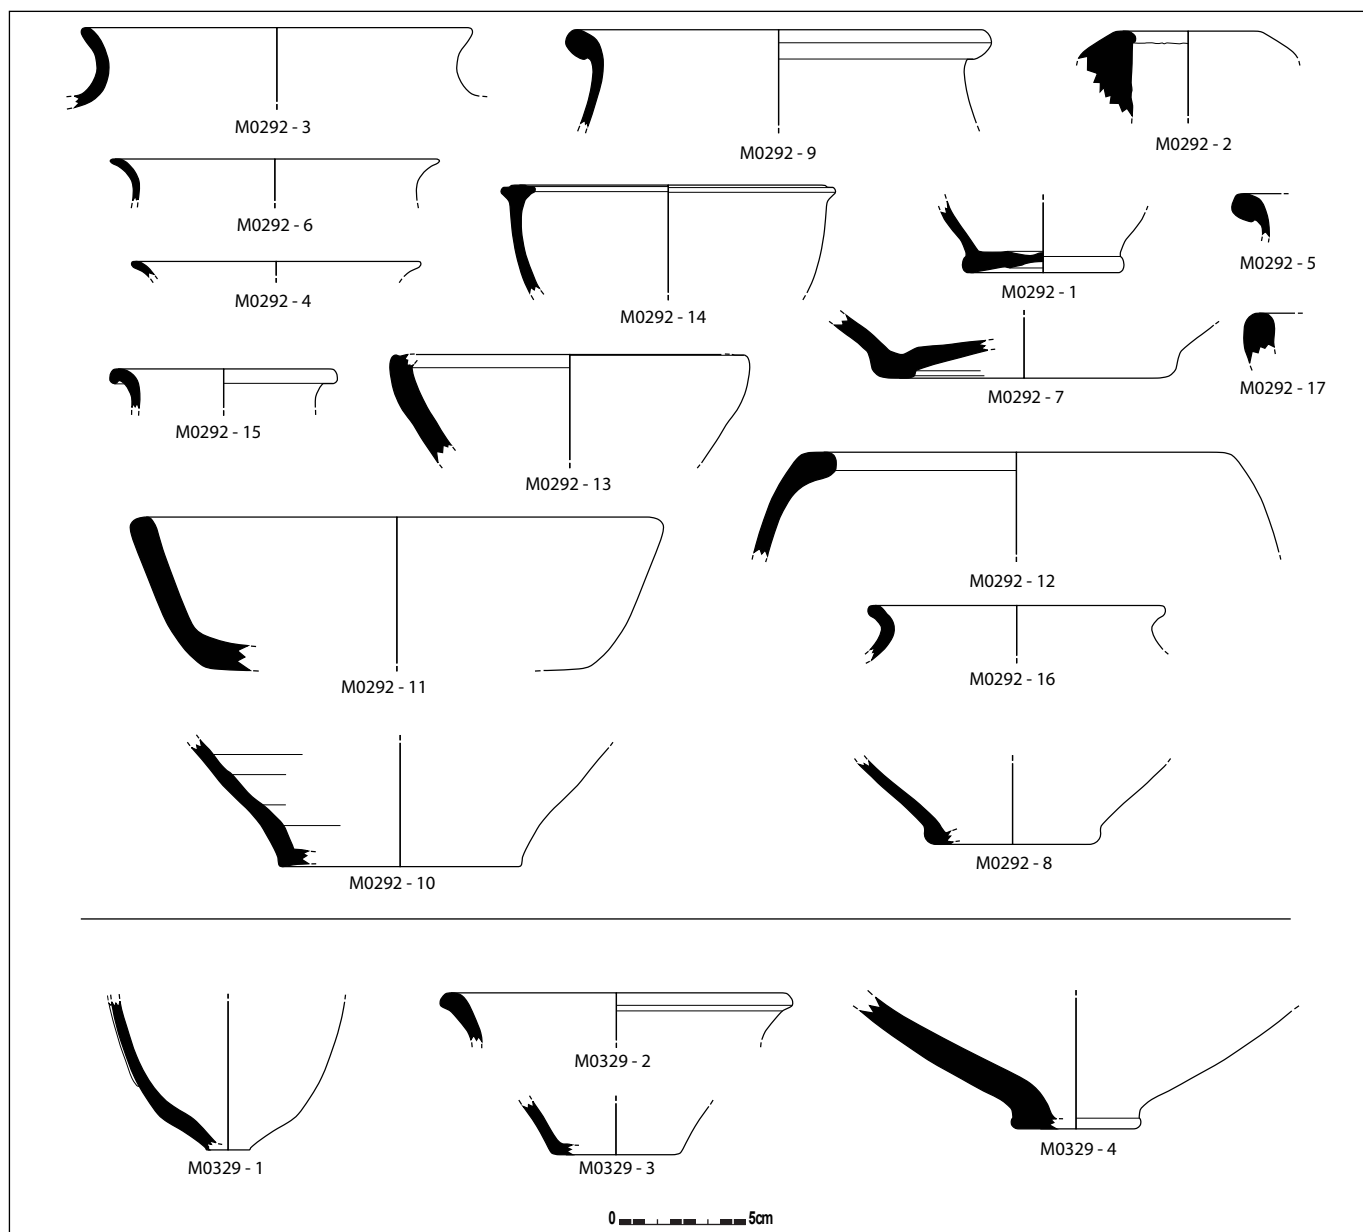 M0292 - 3
M0292 - 9
M0292 - 2
M0292 - 6
M0292 - 5
M0292 - 4
M0292 - 14
M0292 - 1
M0292 - 7
M0292 - 17
M0292 - 15
M0292 - 13
M0292 - 12
M0292 - 11
M0292 - 16
M0292 - 10
M0292 - 8
M0329 - 1
M0329 - 2
M0329 - 3
M0329 - 4
0 5cm